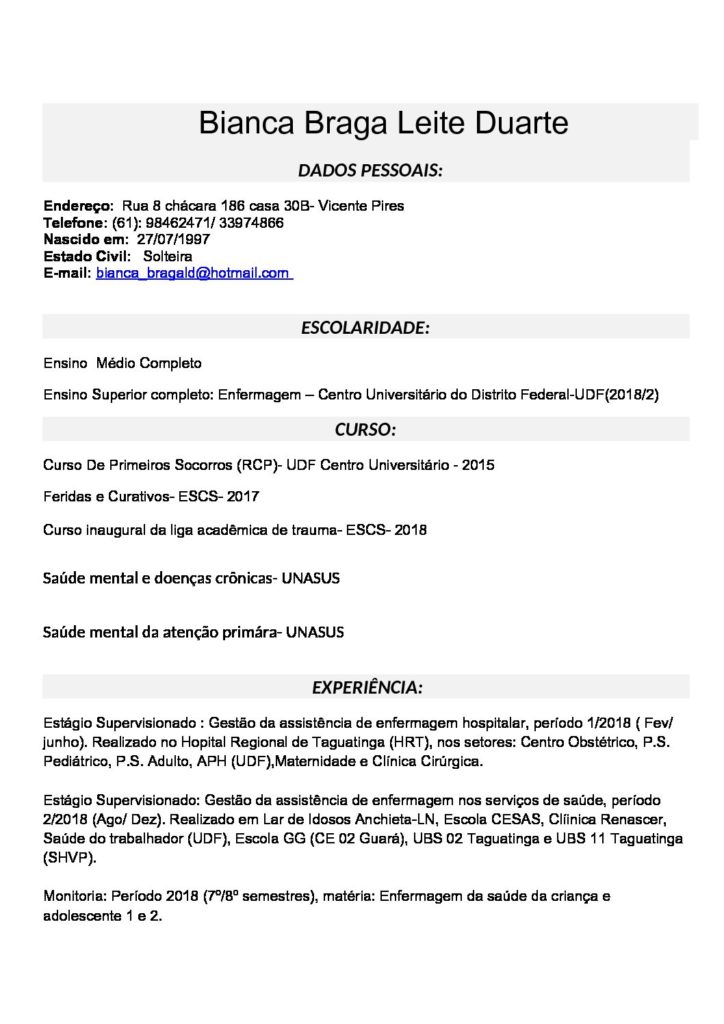 Bianca Braga Leite Duarte
DADOS PESSOAIS:
Endereço: Rua 8 chácara 186 casa 30B- Vicente Pires
Telefone: (61): 98462471/ 33974866
Nascido em: 27/07/1997
Estado Civil: Solteira
E-mail: bianca_bragald@hotmail.com
ESCOLARIDADE:
Ensino Médio Completo
Ensino Superior completo: Enfermagem – Centro Universitário do Distrito Federal-UDF(2018/2)
CURSO:
Curso De Primeiros Socorros (RCP)- UDF Centro Universitário - 2015
Feridas e Curativos- ESCS- 2017
Curso inaugural da liga acadêmica de trauma- ESCS- 2018
Saúde mental e doenças crônicas- UNASUS
Saúde mental da atenção primára- UNASUS
EXPERIÊNCIA:
Estágio Supervisionado : Gestão da assistência de enfermagem hospitalar, período 1/2018 ( Fev/
junho). Realizado no Hopital Regional de Taguatinga (HRT), nos setores: Centro Obstétrico, P.S.
Pediátrico, P.S. Adulto, APH (UDF),Maternidade e Clínica Cirúrgica.
Estágio Supervisionado: Gestão da assistência de enfermagem nos serviços de saúde, período
2/2018 (Ago/ Dez). Realizado em Lar de Idosos Anchieta-LN, Escola CESAS, Clíinica Renascer,
Saúde do trabalhador (UDF), Escola GG (CE 02 Guará), UBS 02 Taguatinga e UBS 11 Taguatinga
(SHVP).
Monitoria: Período 2018 (7º/8º semestres), matéria: Enfermagem da saúde da criança e
adolescente 1 e 2.